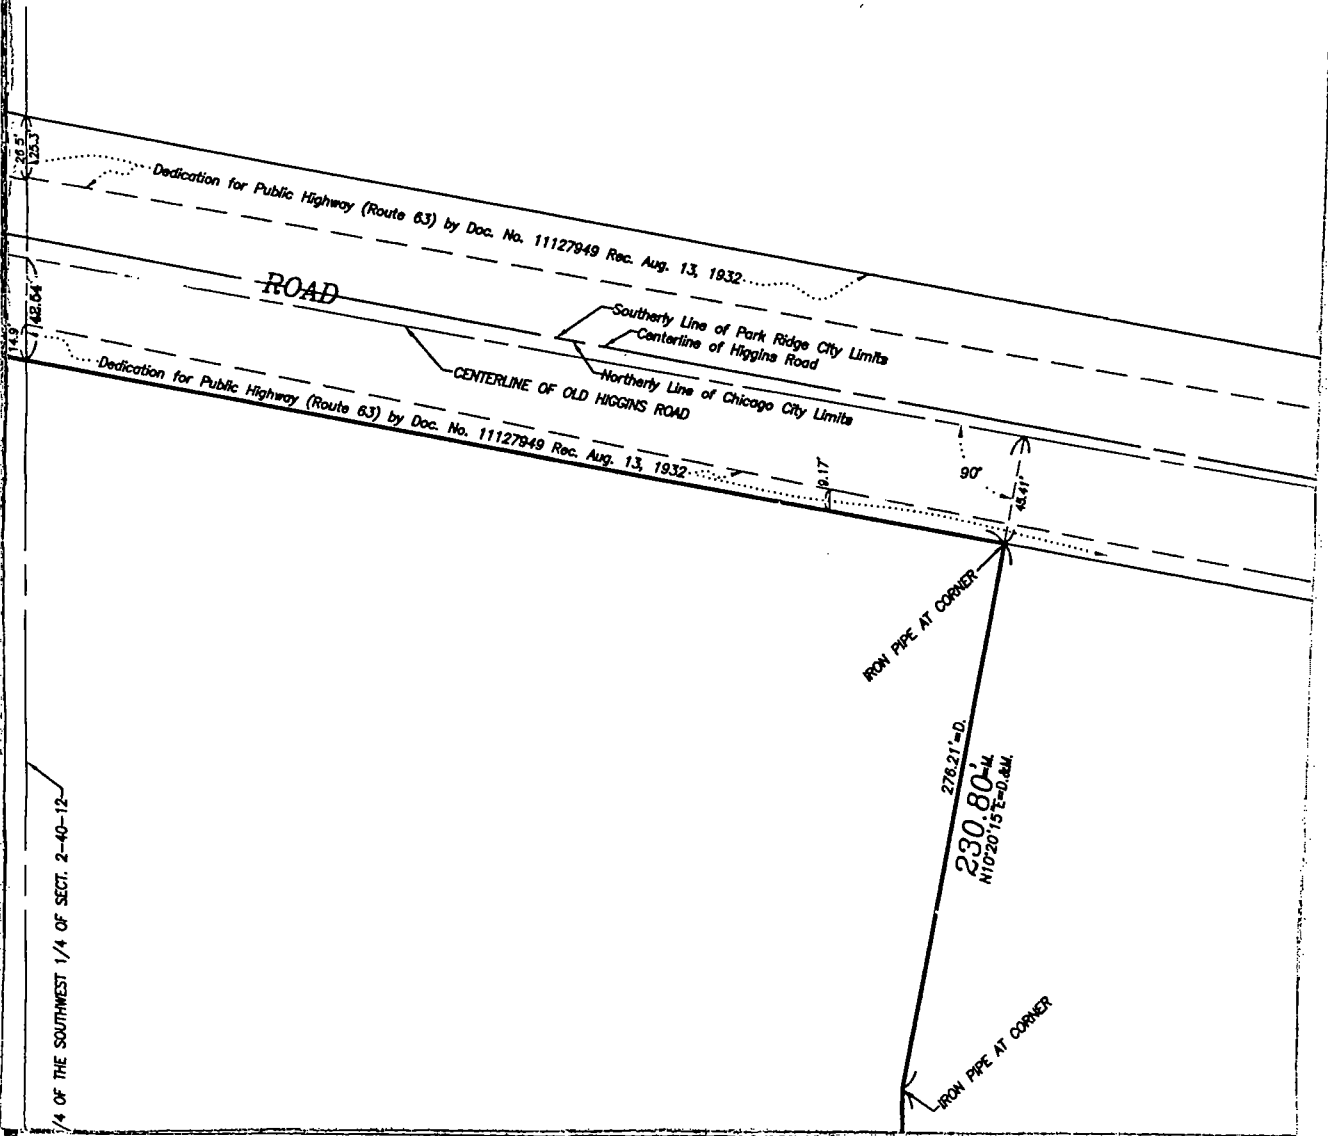 26.5'
125.3'
Dedication for Public Highway (Route 63) by Doc. No. 11127949 Rec. Aug. 13, 1932
ROAD
Southerly Line of Park Ridge City Limits
Centerline of Higgins Road
Northerly Line of Chicago City Limits
CENTERLINE OF OLD HIGGINS ROAD
42.64'
14.9'
Dedication for Public Highway (Route 63) by Doc. No. 11127949 Rec. Aug. 13, 1932
9.17'
90°
45.41'
IRON PIPE AT CORNER
276.21'=D.
230.80'=M.
N10°20'15"E=D.&M.
/4 OF THE SOUTHWEST 1/4 OF SECT. 2-40-12
IRON PIPE AT CORNER